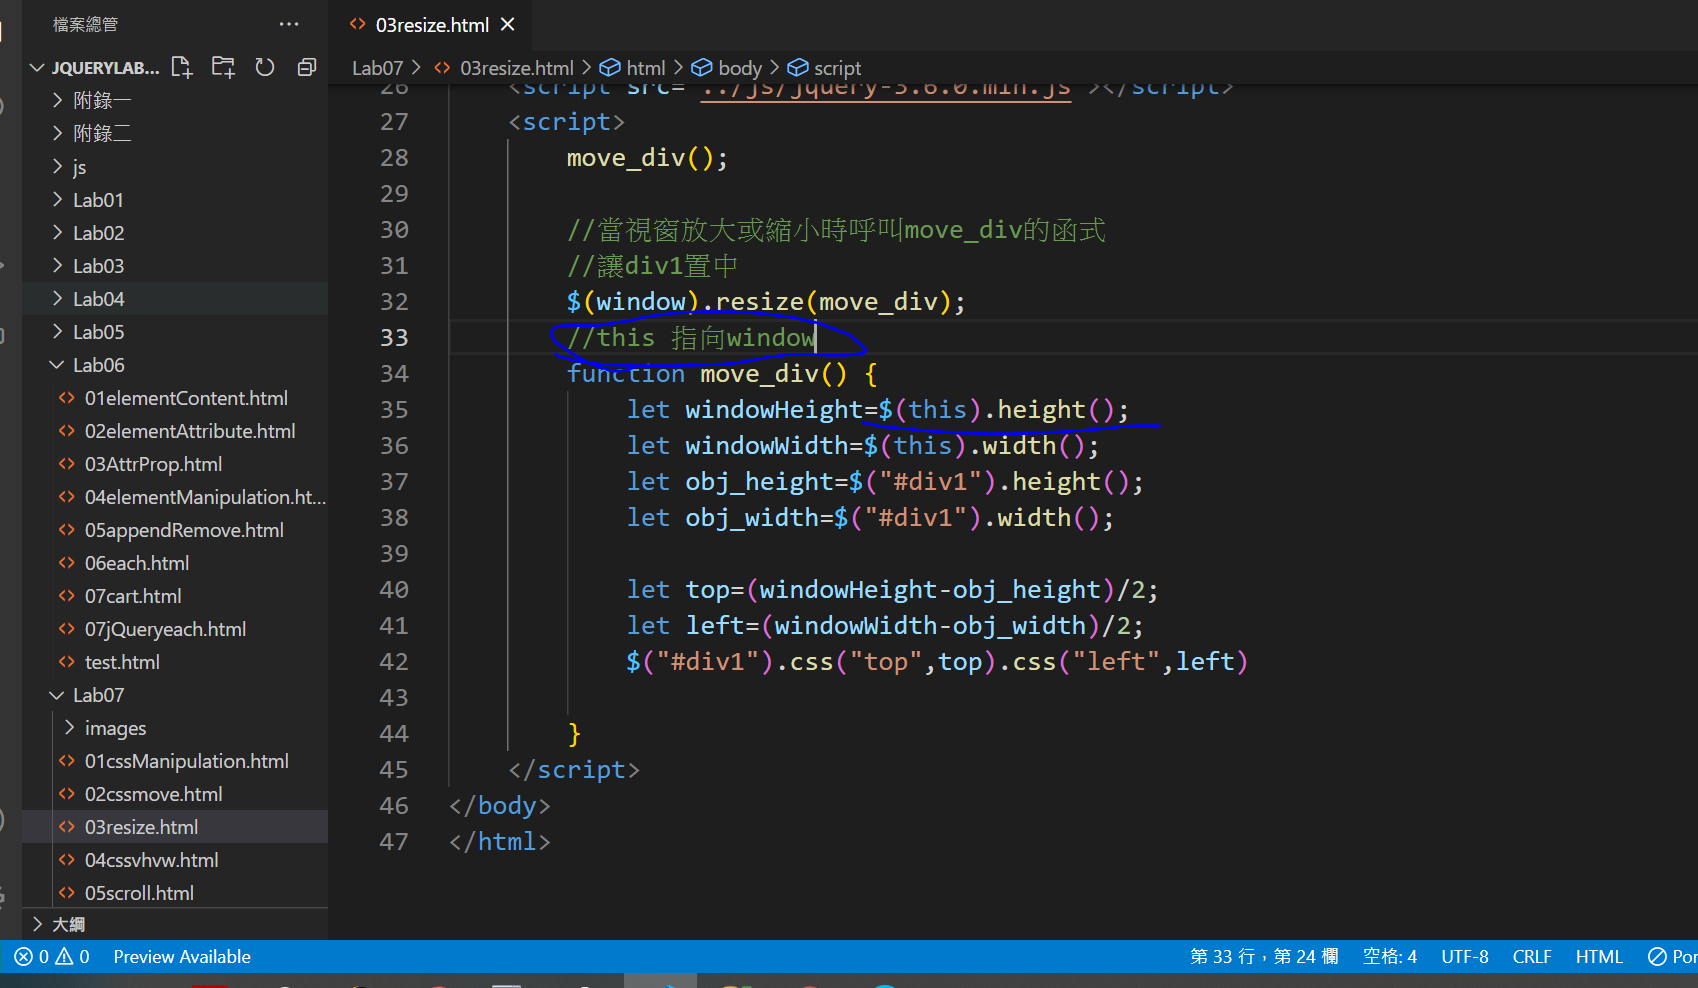 檔案總管
···
03resize.html
JQUERYLAB...
Lab07 > 03resize.html > html > body > script
附錄一
附錄二
js
Lab01
Lab02
Lab03
Lab04
Lab05
Lab06
01elementContent.html
02elementAttribute.html
03AttrProp.html
04elementManipulation.ht...
05appendRemove.html
06each.html
07cart.html
07jQueryeach.html
test.html
Lab07
images
01cssManipulation.html
02cssmove.html
03resize.html
04cssvhvw.html
05scroll.html
大綱
26 <script src="../js/jquery-3.6.0.min.js"></script>
27 <script>
28 move_div();
29
30 //當視窗放大或縮小時呼叫move_div的函式
31 //讓div1置中
32 $(window).resize(move_div);
33 //this 指向window
34 function move_div() {
35 let windowHeight=$(this).height();
36 let windowWidth=$(this).width();
37 let obj_height=$("#div1").height();
38 let obj_width=$("#div1").width();
39
40 let top=(windowHeight-obj_height)/2;
41 let left=(windowWidth-obj_width)/2;
42 $("#div1").css("top",top).css("left",left)
43
44 }
45 </script>
46 </body>
47 </html>
0 0 Preview Available 第 33 行，第 24 欄 空格: 4 UTF-8 CRLF HTML Por